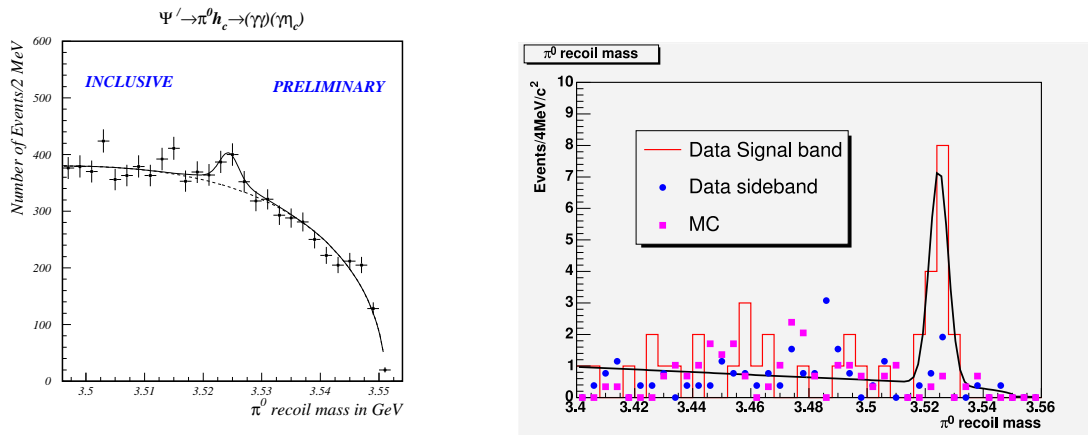 Ψ′→π⁰h_c→(γγ)(γη_c)
Number of Events/2 MeV
600
500
400
300
200
100
0
INCLUSIVE PRELIMINARY
3.5 3.51 3.52 3.53 3.54 3.55
π⁰ recoil mass in GeV
π⁰ recoil mass
Events/4MeV/c²
10
9
8
7
6
5
4
3
2
1
0
Data Signal band
Data sideband
MC
3.4 3.42 3.44 3.46 3.48 3.5 3.52 3.54 3.56
π⁰ recoil mass